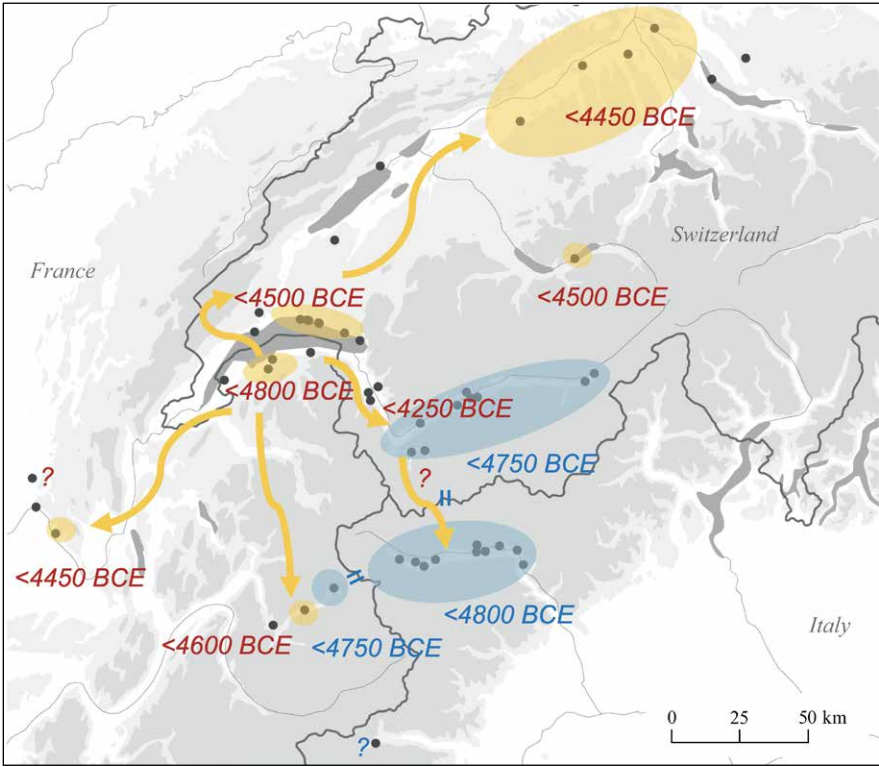 <4450 BCE
Switzerland
France
<4500 BCE
<4500 BCE
<4800 BCE
<4250 BCE
<4750 BCE
?
?
<4450 BCE
<4800 BCE
<4600 BCE
<4750 BCE
Italy
?
0 25 50 km